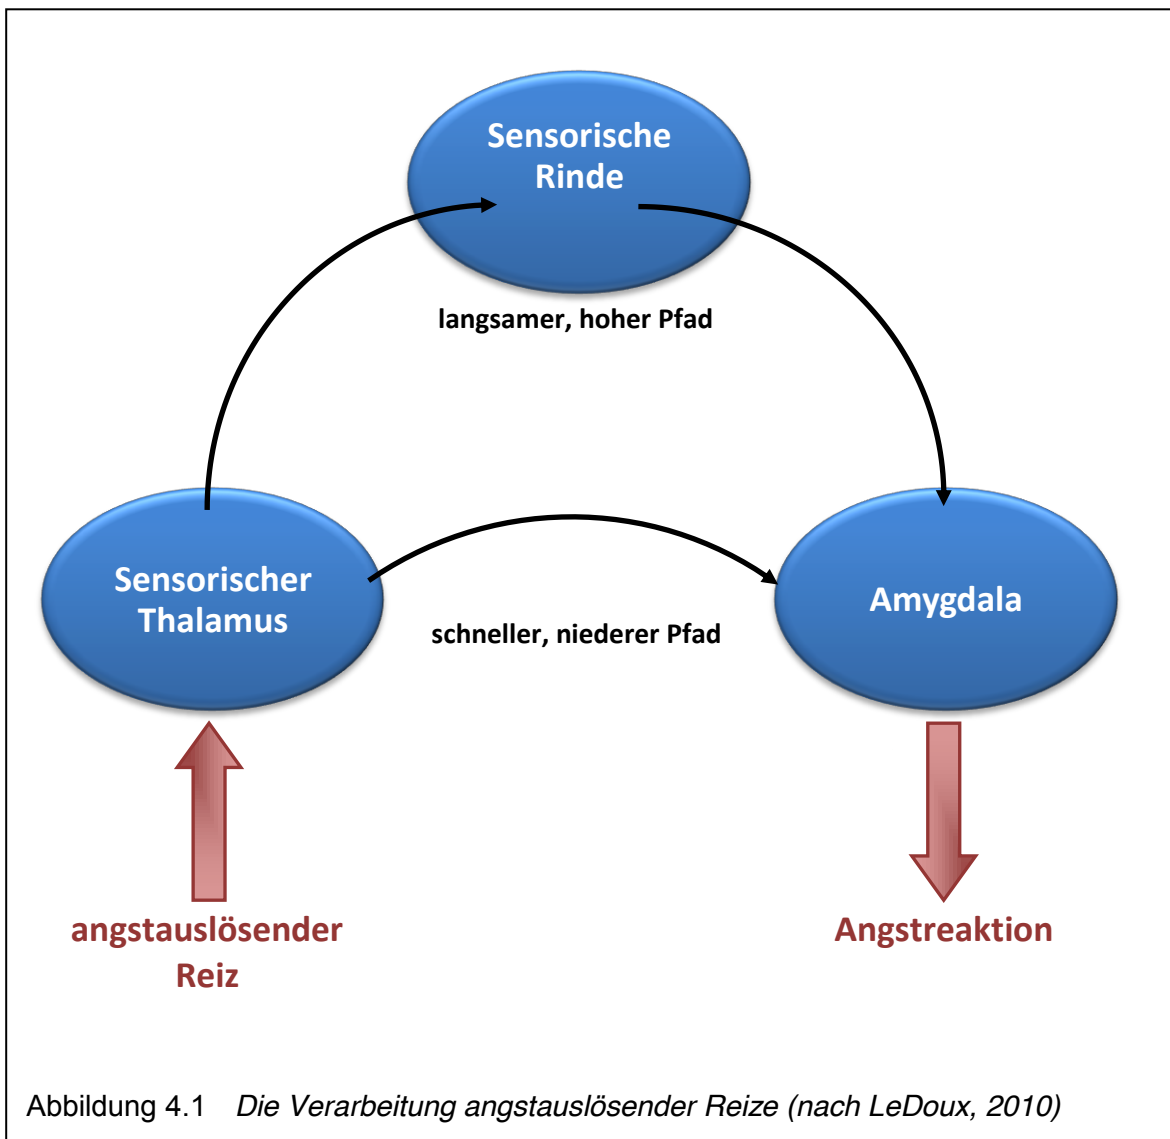 Sensorische
Rinde
langsamer, hoher Pfad
Sensorischer
Thalamus
Amygdala
schneller, niederer Pfad
angstauslösender
Reiz
Angstreaktion
Abbildung 4.1 Die Verarbeitung angstauslösender Reize (nach LeDoux, 2010)